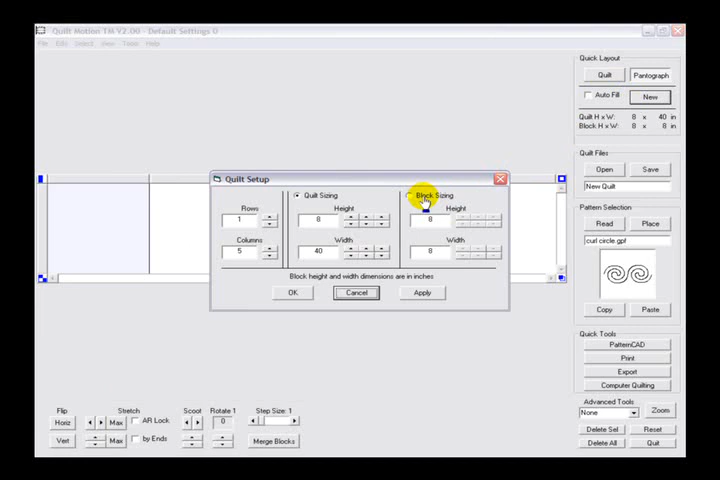 Quilt Motion TM V2.00 - Default Settings 0
File Edit Select View Tools Help
Quick Layout
Quilt Pantograph
Auto Fill New
Quilt H x W: 8 x 40 in
Block H x W: 8 x 8 in
Quilt Files
Open Save
New Quilt
Pattern Selection
Read Place
curl circle.gpf
Copy Paste
Quick Tools
PatternCAD
Print
Export
Computer Quilting
Advanced Tools
None Zoom
Delete Sel Reset
Delete All Quit
Quilt Setup
Quilt Sizing Block Sizing
Rows Height Height
1 8 8
Columns Width Width
5 40 8
Block height and width dimensions are in inches
OK Cancel Apply
Flip Stretch Scoot Rotate 1 Step Size: 1
Horiz Max AR Lock 0
Vert Max by Ends Merge Blocks